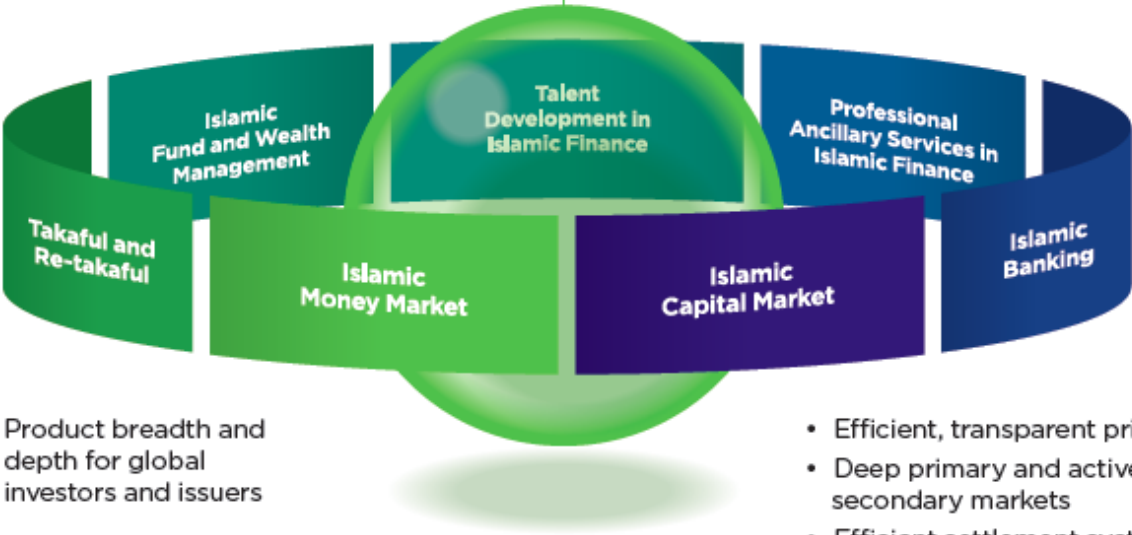 Talent
Development in
Islamic Finance
Islamic
Fund and Wealth
Management
Professional
Ancillary Services in
Islamic Finance
Takaful and
Re-takaful
Islamic
Money Market
Islamic
Capital Market
Islamic
Banking
Product breadth and
depth for global
investors and issuers
• Efficient, transparent
• Deep primary and active
secondary markets
• Efficient settlement